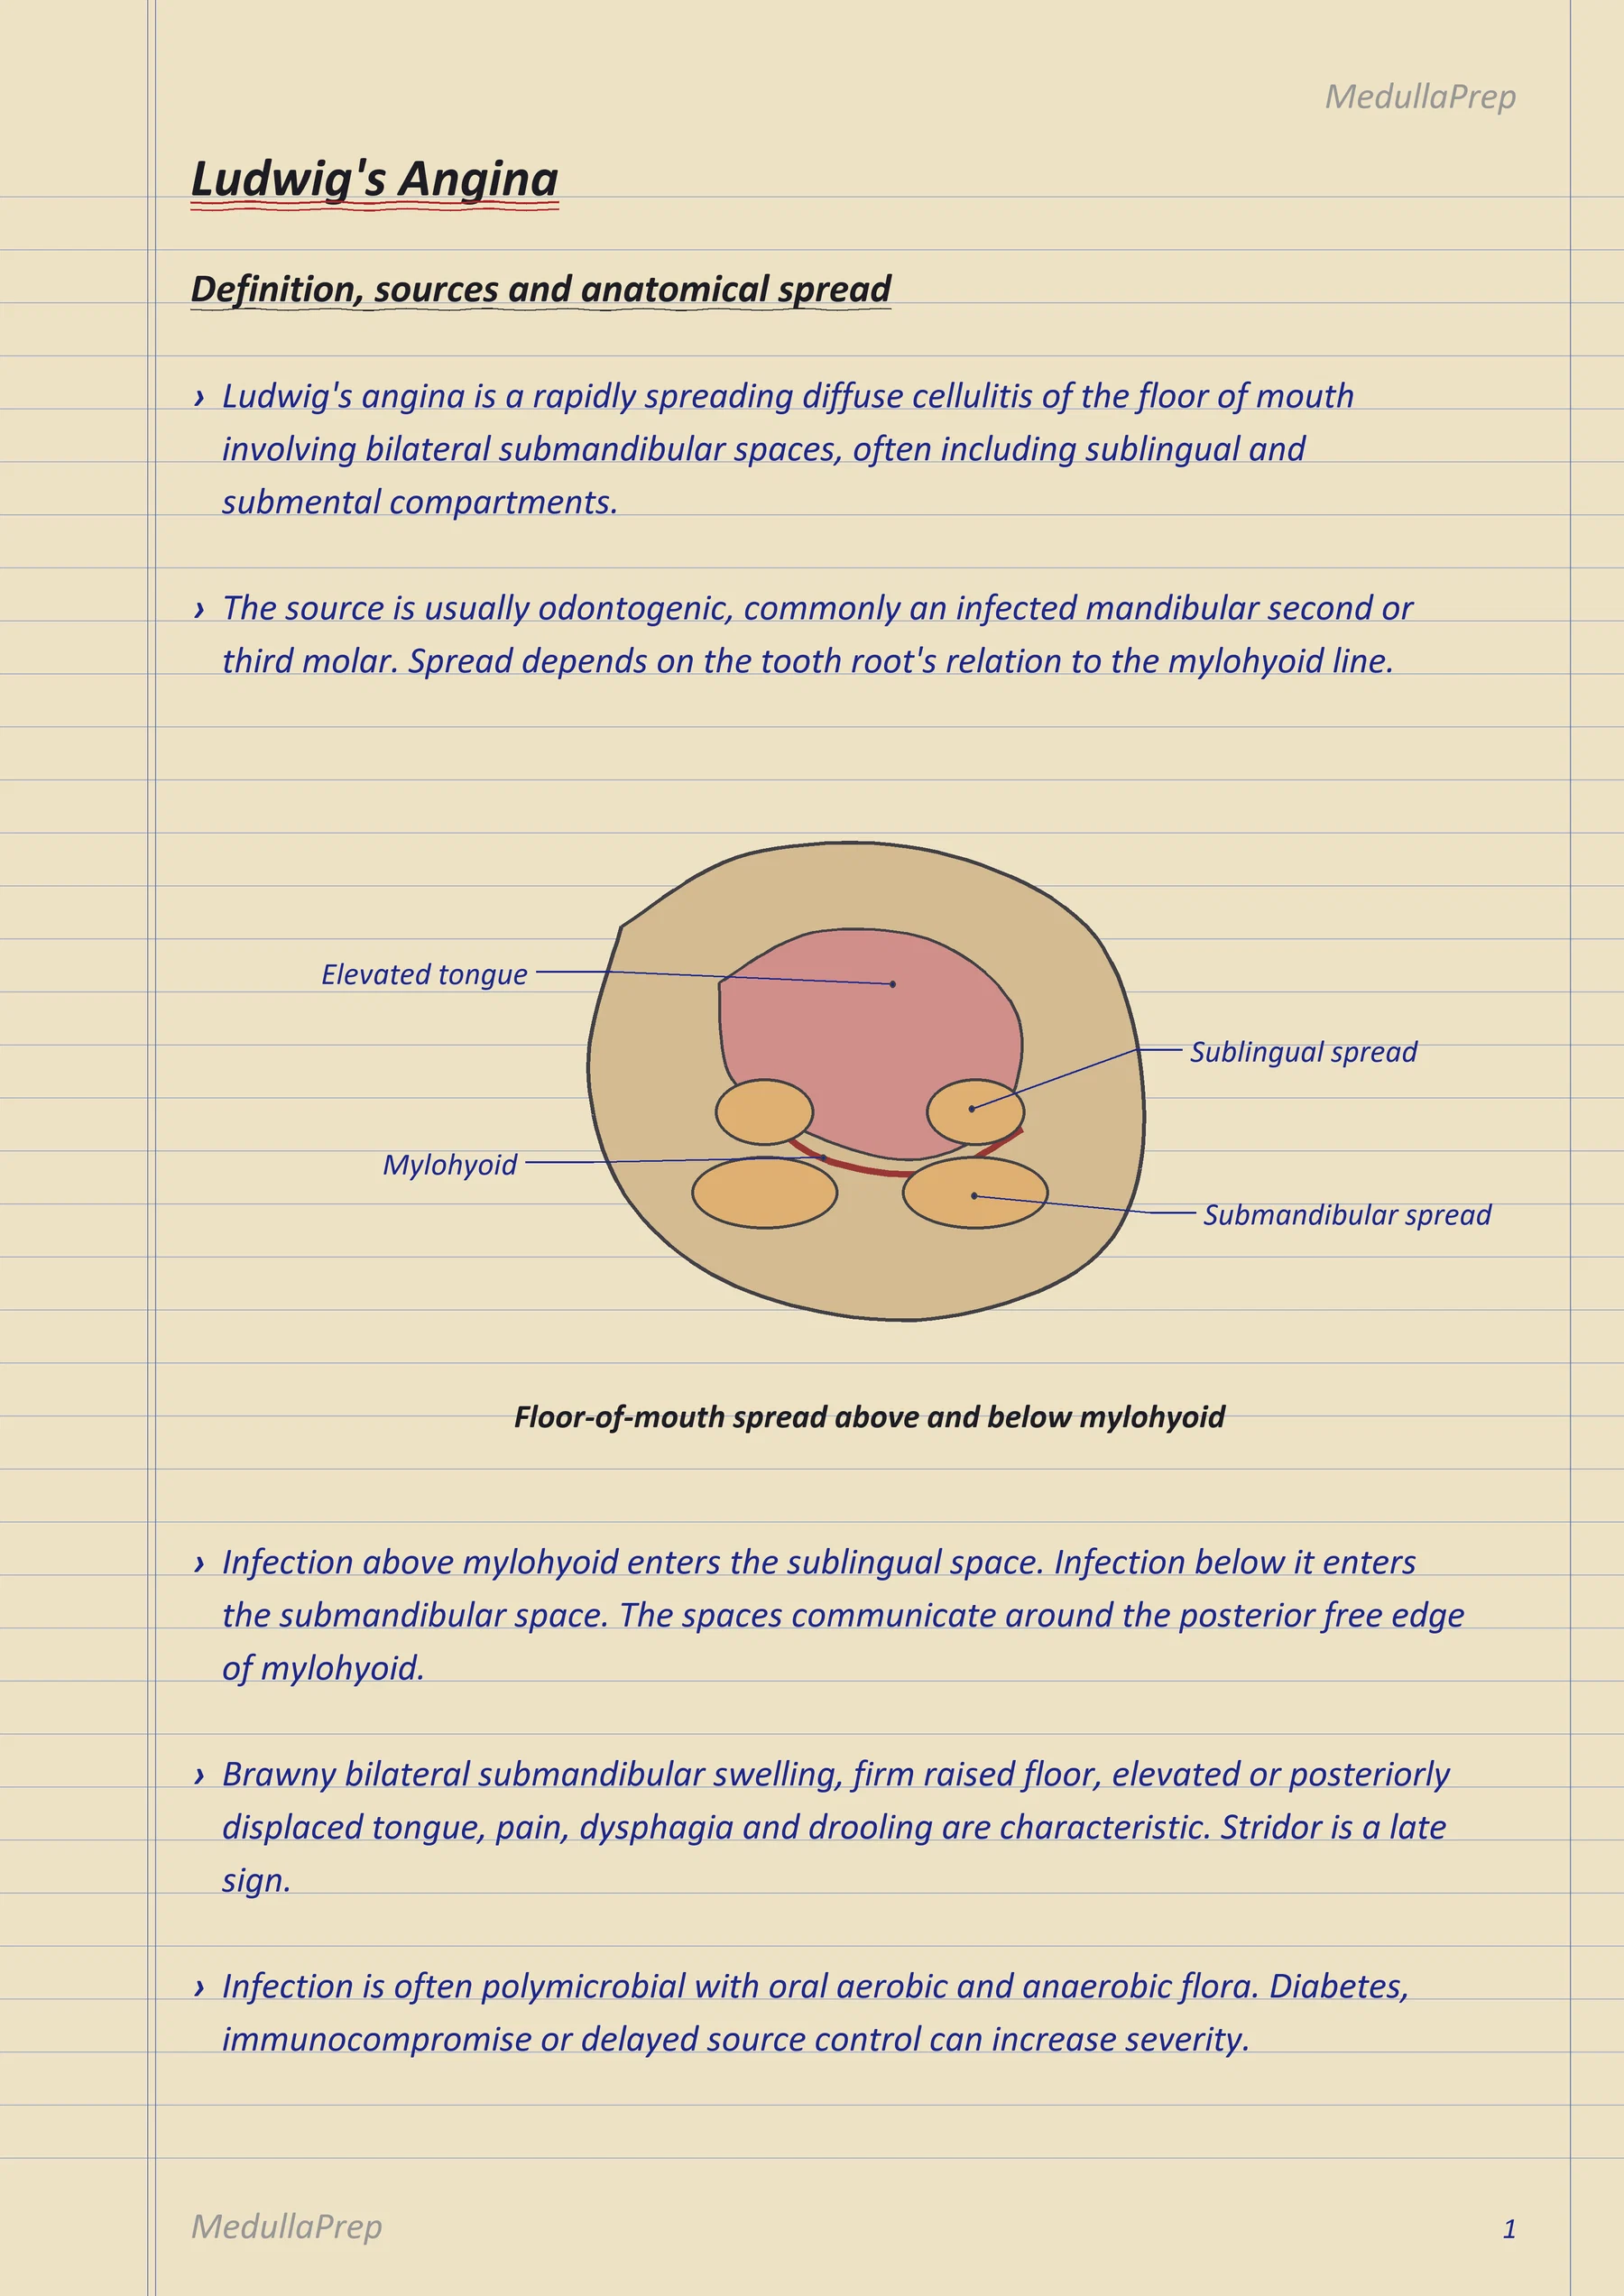 MedullaPrep
Ludwig's Angina
Definition, sources and anatomical spread
› Ludwig's angina is a rapidly spreading diffuse cellulitis of the floor of mouth
involving bilateral submandibular spaces, often including sublingual and
submental compartments.
› The source is usually odontogenic, commonly an infected mandibular second or
third molar. Spread depends on the tooth root's relation to the mylohyoid line.
Elevated tongue
Sublingual spread
Mylohyoid
Submandibular spread
Floor-of-mouth spread above and below mylohyoid
› Infection above mylohyoid enters the sublingual space. Infection below it enters
the submandibular space. The spaces communicate around the posterior free edge
of mylohyoid.
› Brawny bilateral submandibular swelling, firm raised floor, elevated or posteriorly
displaced tongue, pain, dysphagia and drooling are characteristic. Stridor is a late
sign.
› Infection is often polymicrobial with oral aerobic and anaerobic flora. Diabetes,
immunocompromise or delayed source control can increase severity.
MedullaPrep
1